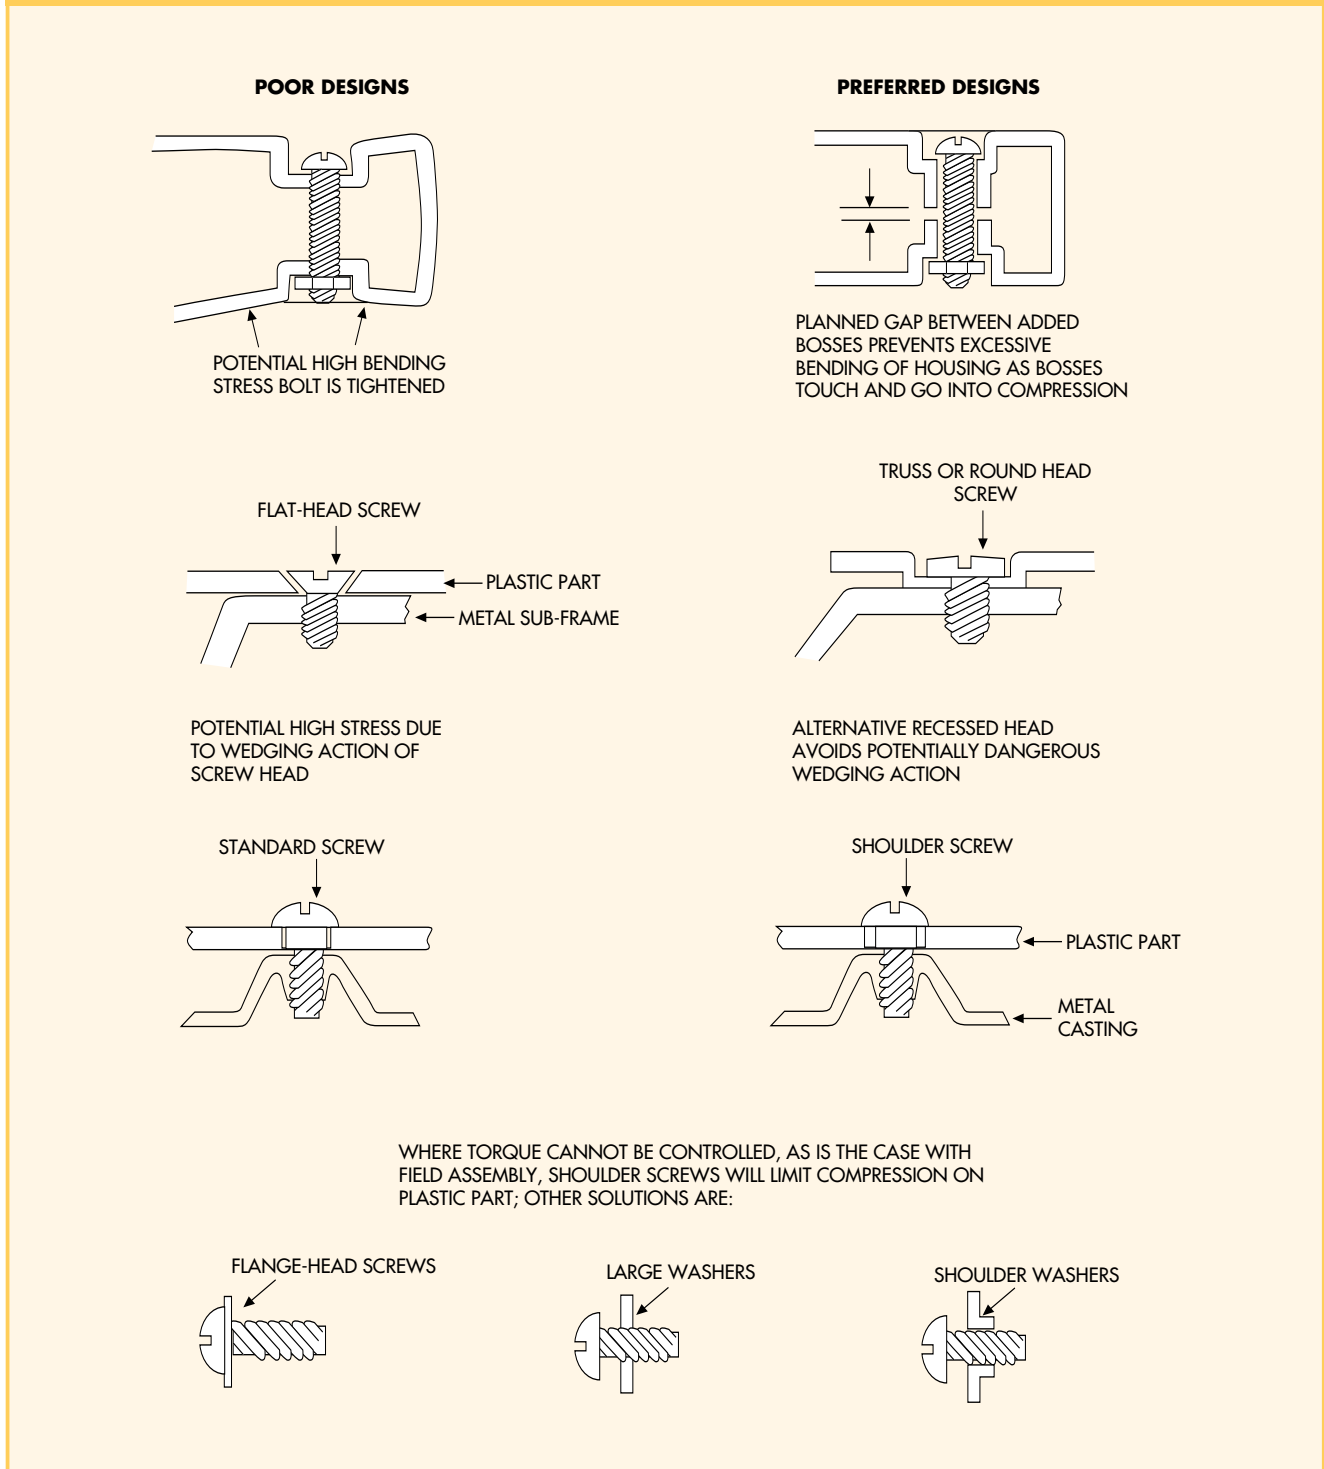 POOR DESIGNS
PREFERRED DESIGNS
POTENTIAL HIGH BENDING
STRESS BOLT IS TIGHTENED
PLANNED GAP BETWEEN ADDED
BOSSES PREVENTS EXCESSIVE
BENDING OF HOUSING AS BOSSES
TOUCH AND GO INTO COMPRESSION
FLAT-HEAD SCREW
PLASTIC PART
METAL SUB-FRAME
TRUSS OR ROUND HEAD
SCREW
POTENTIAL HIGH STRESS DUE
TO WEDGING ACTION OF
SCREW HEAD
ALTERNATIVE RECESSED HEAD
AVOIDS POTENTIALLY DANGEROUS
WEDGING ACTION
STANDARD SCREW
SHOULDER SCREW
PLASTIC PART
METAL
CASTING
WHERE TORQUE CANNOT BE CONTROLLED, AS IS THE CASE WITH
FIELD ASSEMBLY, SHOULDER SCREWS WILL LIMIT COMPRESSION ON
PLASTIC PART; OTHER SOLUTIONS ARE:
FLANGE-HEAD SCREWS
LARGE WASHERS
SHOULDER WASHERS